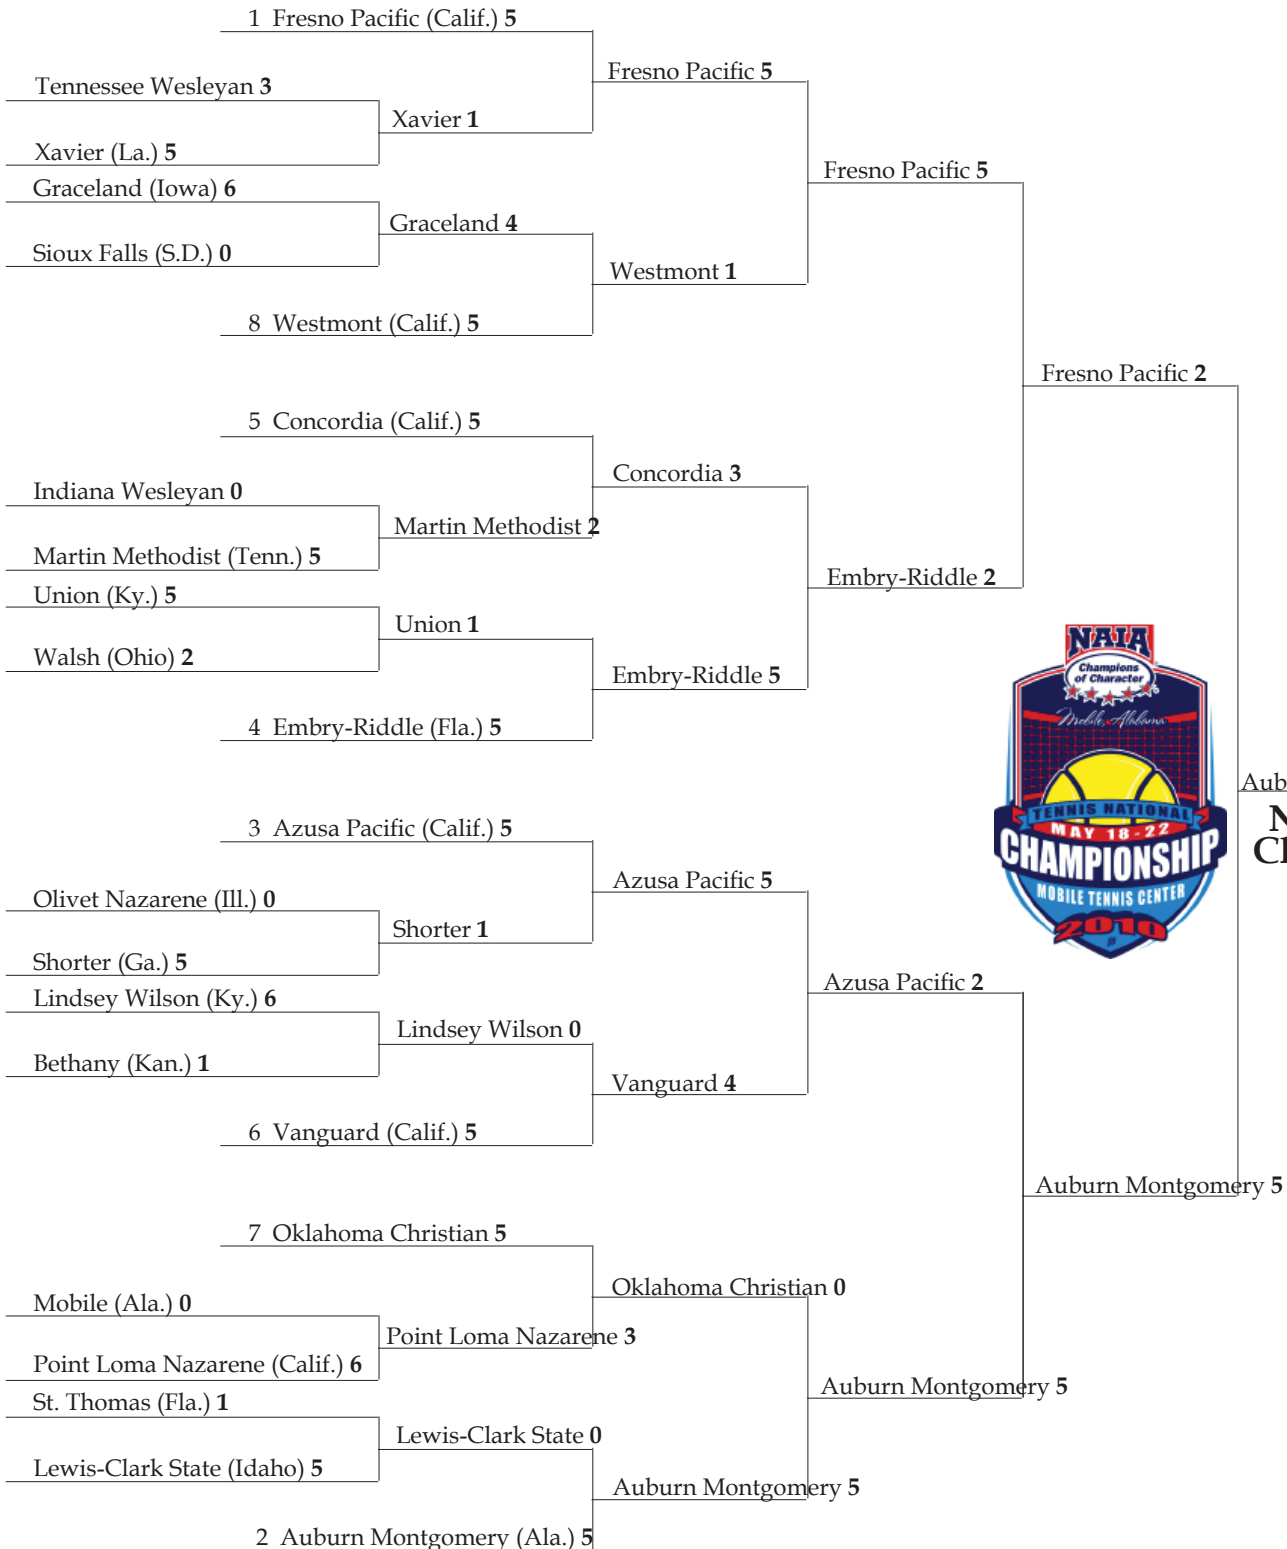 1 Fresno Pacific (Calif.) 5
Fresno Pacific 5
Tennessee Wesleyan 3
Xavier 1
Xavier (La.) 5
Fresno Pacific 5
Graceland (Iowa) 6
Graceland 4
Sioux Falls (S.D.) 0
Westmont 1
8 Westmont (Calif.) 5
Fresno Pacific 2
5 Concordia (Calif.) 5
Concordia 3
Indiana Wesleyan 0
Martin Methodist 2
Martin Methodist (Tenn.) 5
Embry-Riddle 2
Union (Ky.) 5
Union 1
Walsh (Ohio) 2
Embry-Riddle 5
4 Embry-Riddle (Fla.) 5
NAIA
Champions
of Character
Mobile, Alabama
TENNIS NATIONAL
MAY 18-22
CHAMPIONSHIP
MOBILE TENNIS CENTER
2010
Aub
N
Cl
3 Azusa Pacific (Calif.) 5
Azusa Pacific 5
Olivet Nazarene (Ill.) 0
Shorter 1
Shorter (Ga.) 5
Azusa Pacific 2
Lindsey Wilson (Ky.) 6
Lindsey Wilson 0
Bethany (Kan.) 1
Vanguard 4
6 Vanguard (Calif.) 5
Auburn Montgomery 5
7 Oklahoma Christian 5
Oklahoma Christian 0
Mobile (Ala.) 0
Point Loma Nazarene 3
Point Loma Nazarene (Calif.) 6
Auburn Montgomery 5
St. Thomas (Fla.) 1
Lewis-Clark State 0
Lewis-Clark State (Idaho) 5
Auburn Montgomery 5
2 Auburn Montgomery (Ala.) 5